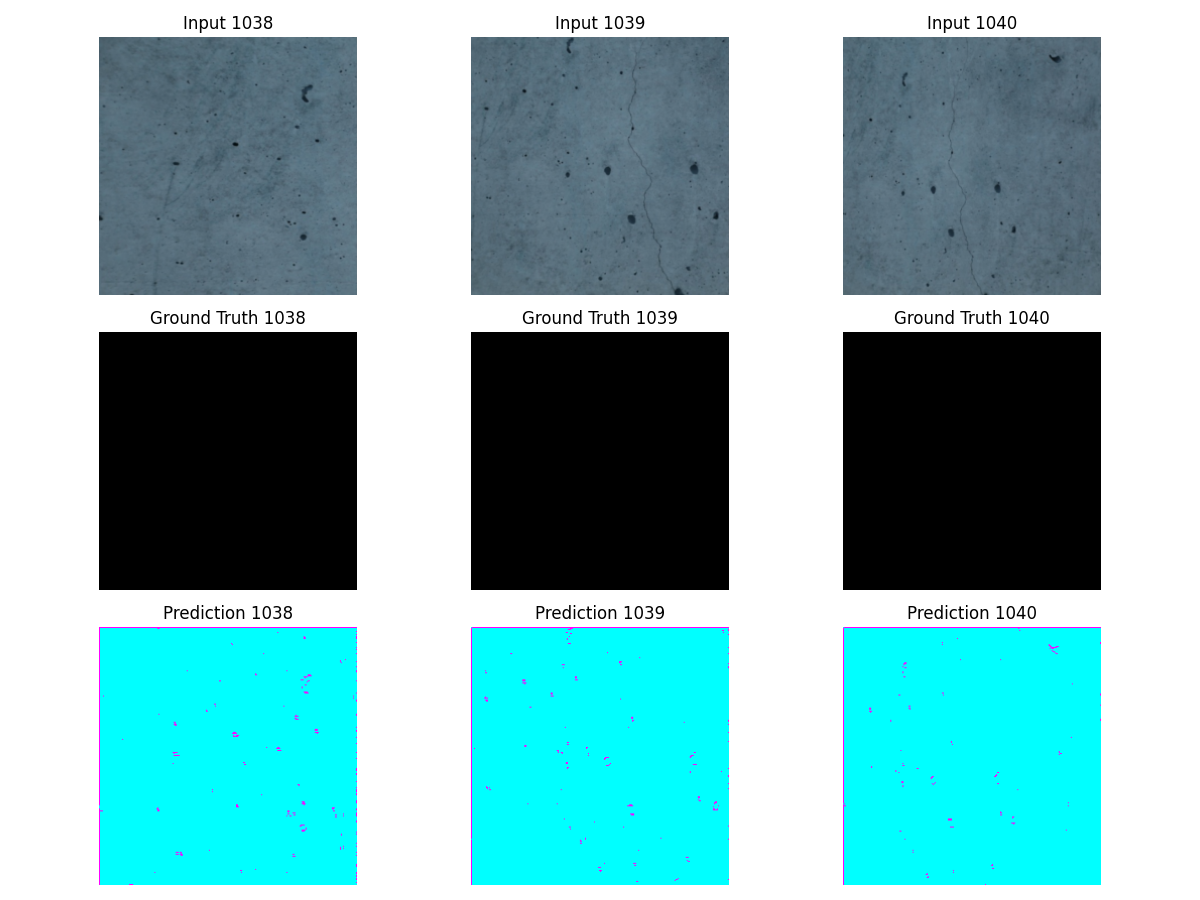 Input 1038
Input 1039
Input 1040
Ground Truth 1038
Ground Truth 1039
Ground Truth 1040
Prediction 1038
Prediction 1039
Prediction 1040